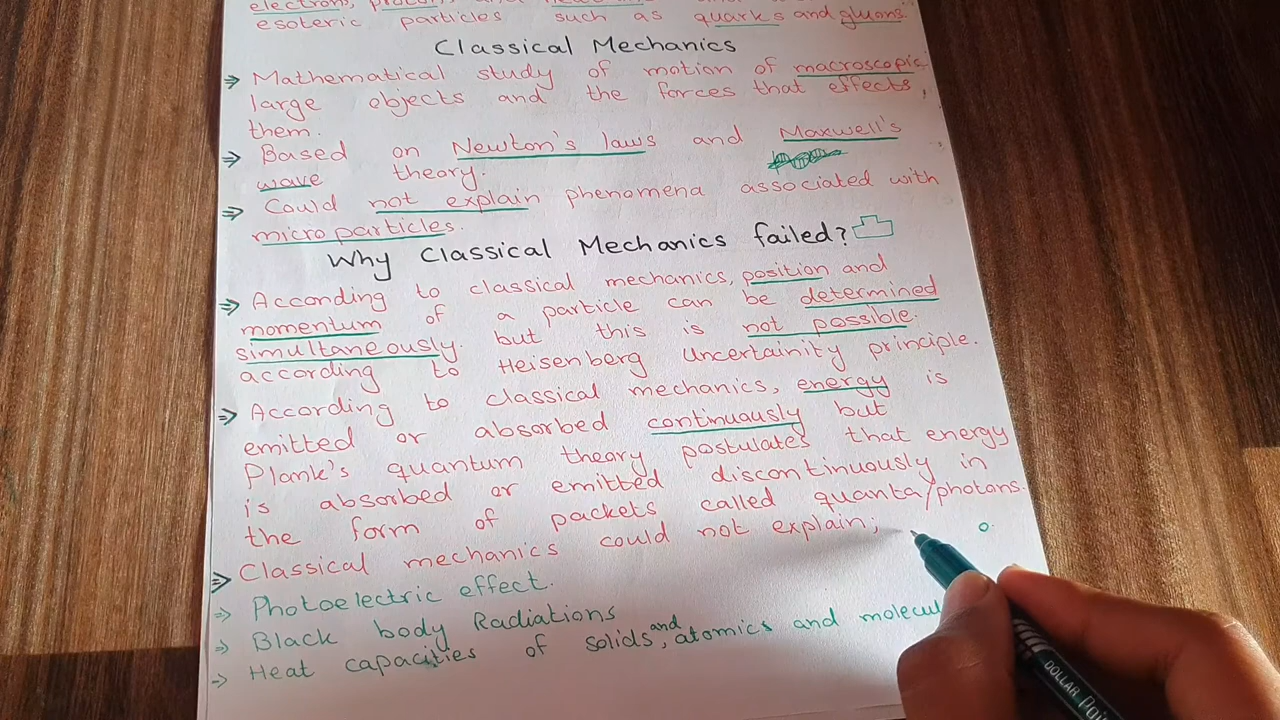 electrons, protons, and
esoteric particles such as quarks and gluons.
Classical Mechanics
⇒ Mathematical study of motion of macroscopic
large objects and the forces that effects,
them.
⇒ Based on Newton's laws and Maxwell's
wave theory.
⇒ Could not explain phenomena associated with
microparticles.
Why Classical Mechanics failed?
⇒ According to classical mechanics, position and
momentum of a particle can be determined
simultaneously. but this is not possible.
according to Heisenberg Uncertainity principle.
⇒ According to classical mechanics, energy is
emitted or absorbed continuously but
Plank's quantum theory postulates that energy
is absorbed or emitted discontinuously in
the form of packets called quanta/photons.
⇒ Classical mechanics could not explain;
→ Photoelectric effect.
→ Black body Radiations
→ Heat capacities of solids, and atomics and molecul
DOLLAR